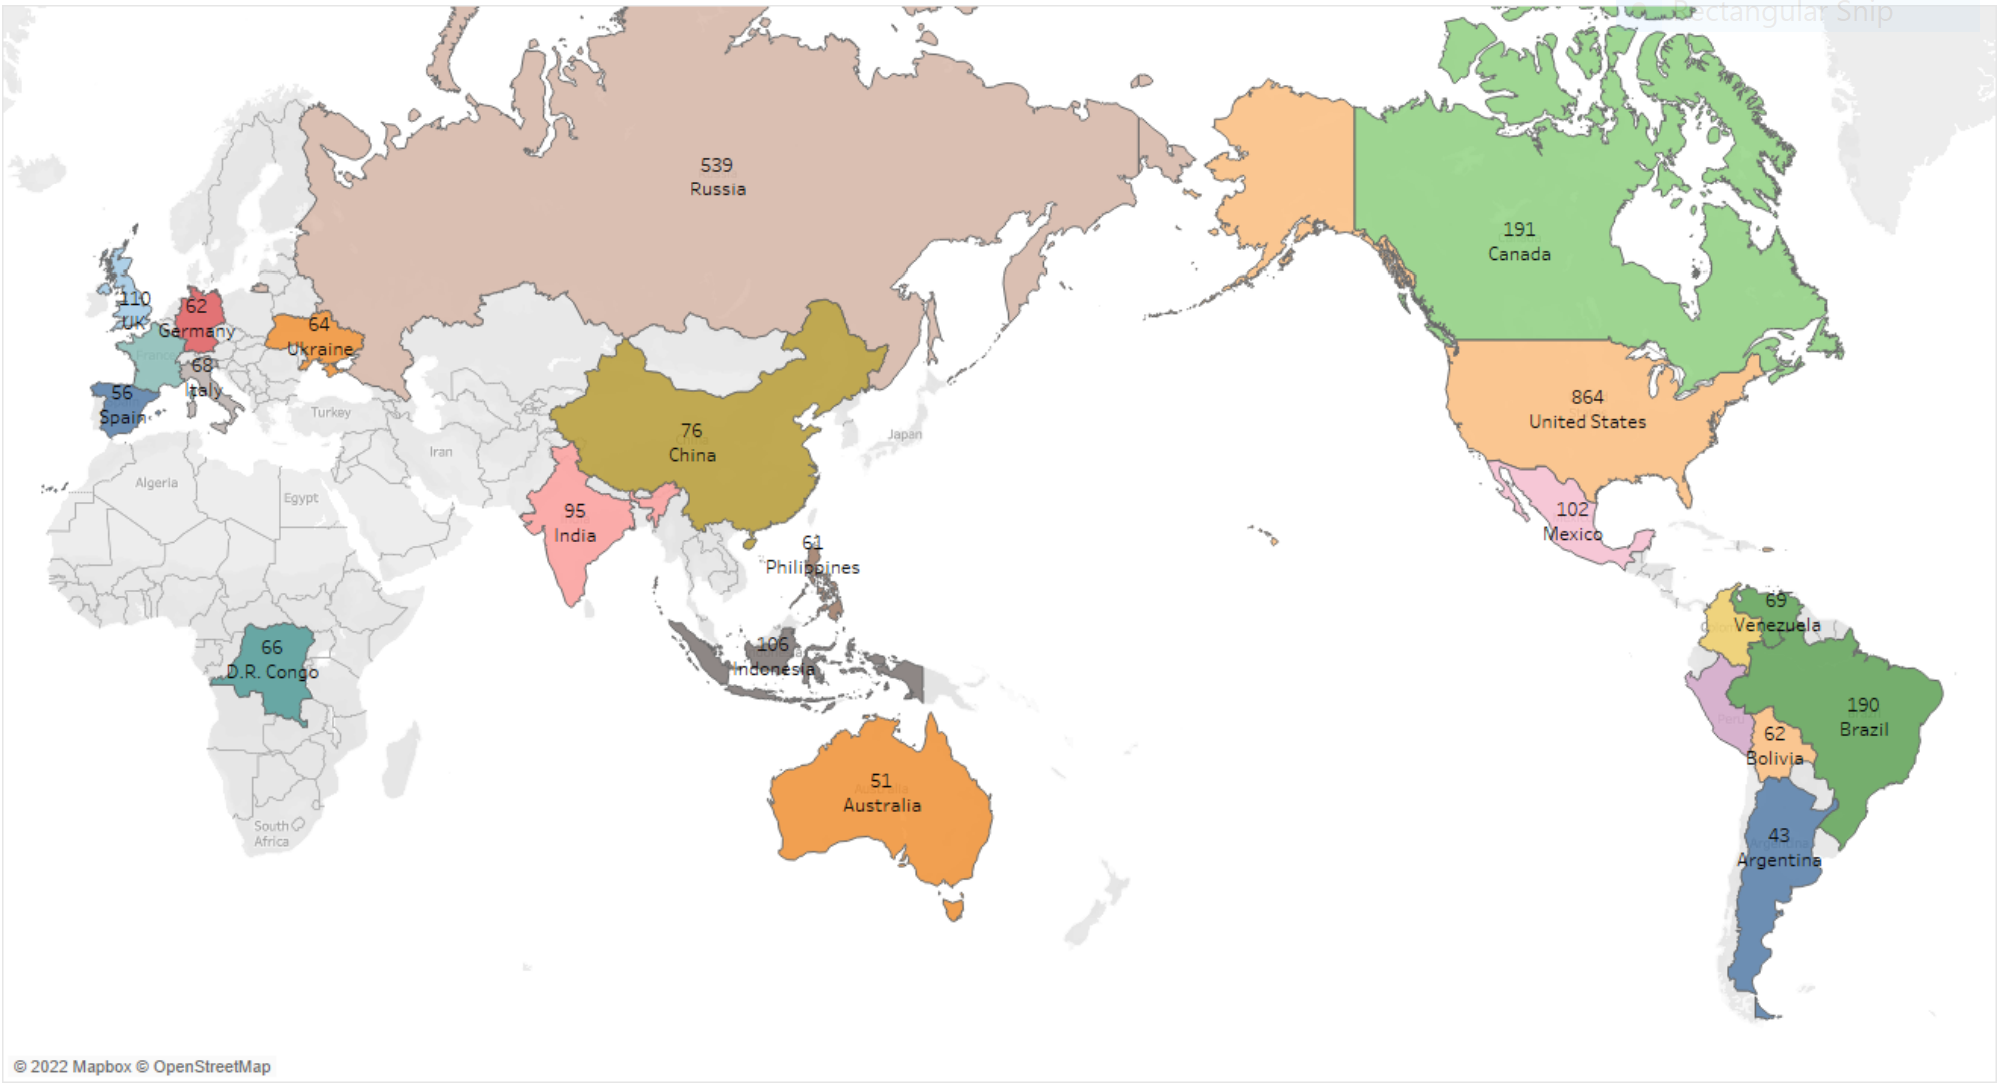 Rectangular Snip
539
Russia
191
Canada
110
UK
62
Germany
64
Ukraine
France
68
Italy
56
Spain
Turkey
864
United States
76
China
Japan
Iran
Algeria
Egypt
95
India
102
Mexico
61
Philippines
69
Venezuela
66
D.R. Congo
106
Indonesia
190
Brazil
Peru
62
Bolivia
51
Australia
South
Africa
43
Argentina
© 2022 Mapbox © OpenStreetMap